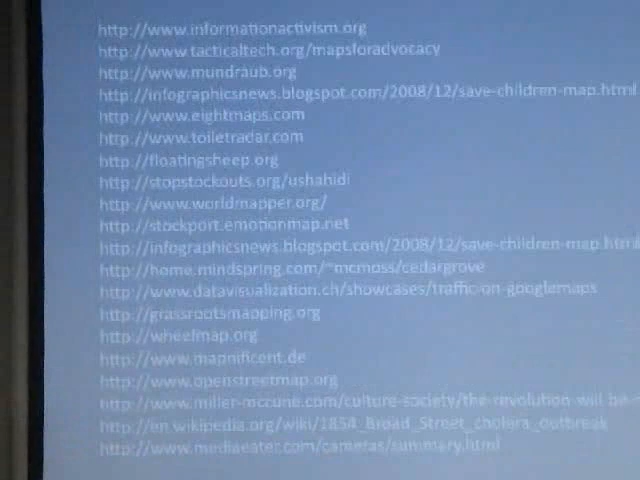 http://www.informationactivism.org
http://www.tacticaltech.org/mapsforadvocacy
http://www.mundraub.org
http://infographicsnews.blogspot.com/2008/12/save-children-map.html
http://www.eightmaps.com
http://www.toiletradar.com
http://floatingsheep.org
http://stopstockouts.org/ushahidi
http://www.worldmapper.org/
http://stockport.emotionmap.net
http://infographicsnews.blogspot.com/2008/12/save-children-map.html
http://home.mindspring.com/~mcmoss/cedargrove
http://www.datavisualization.ch/showcases/traffic-on-googlemaps
http://grassrootsmapping.org
http://wheelmap.org
http://www.mapnificent.de
http://www.openstreetmap.org
http://www.miller-mccune.com/culture-society/the-revolution-will-be-
http://en.wikipedia.org/wiki/1854_Broad_Street_cholera_outbreak
http://www.mediaeater.com/cameras/summary.html